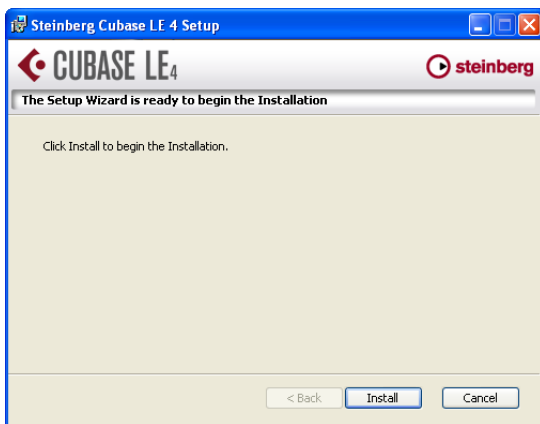 Steinberg Cubase LE 4 Setup
CUBASE LE4
steinberg
The Setup Wizard is ready to begin the Installation
Click Install to begin the Installation.
< Back
Install
Cancel